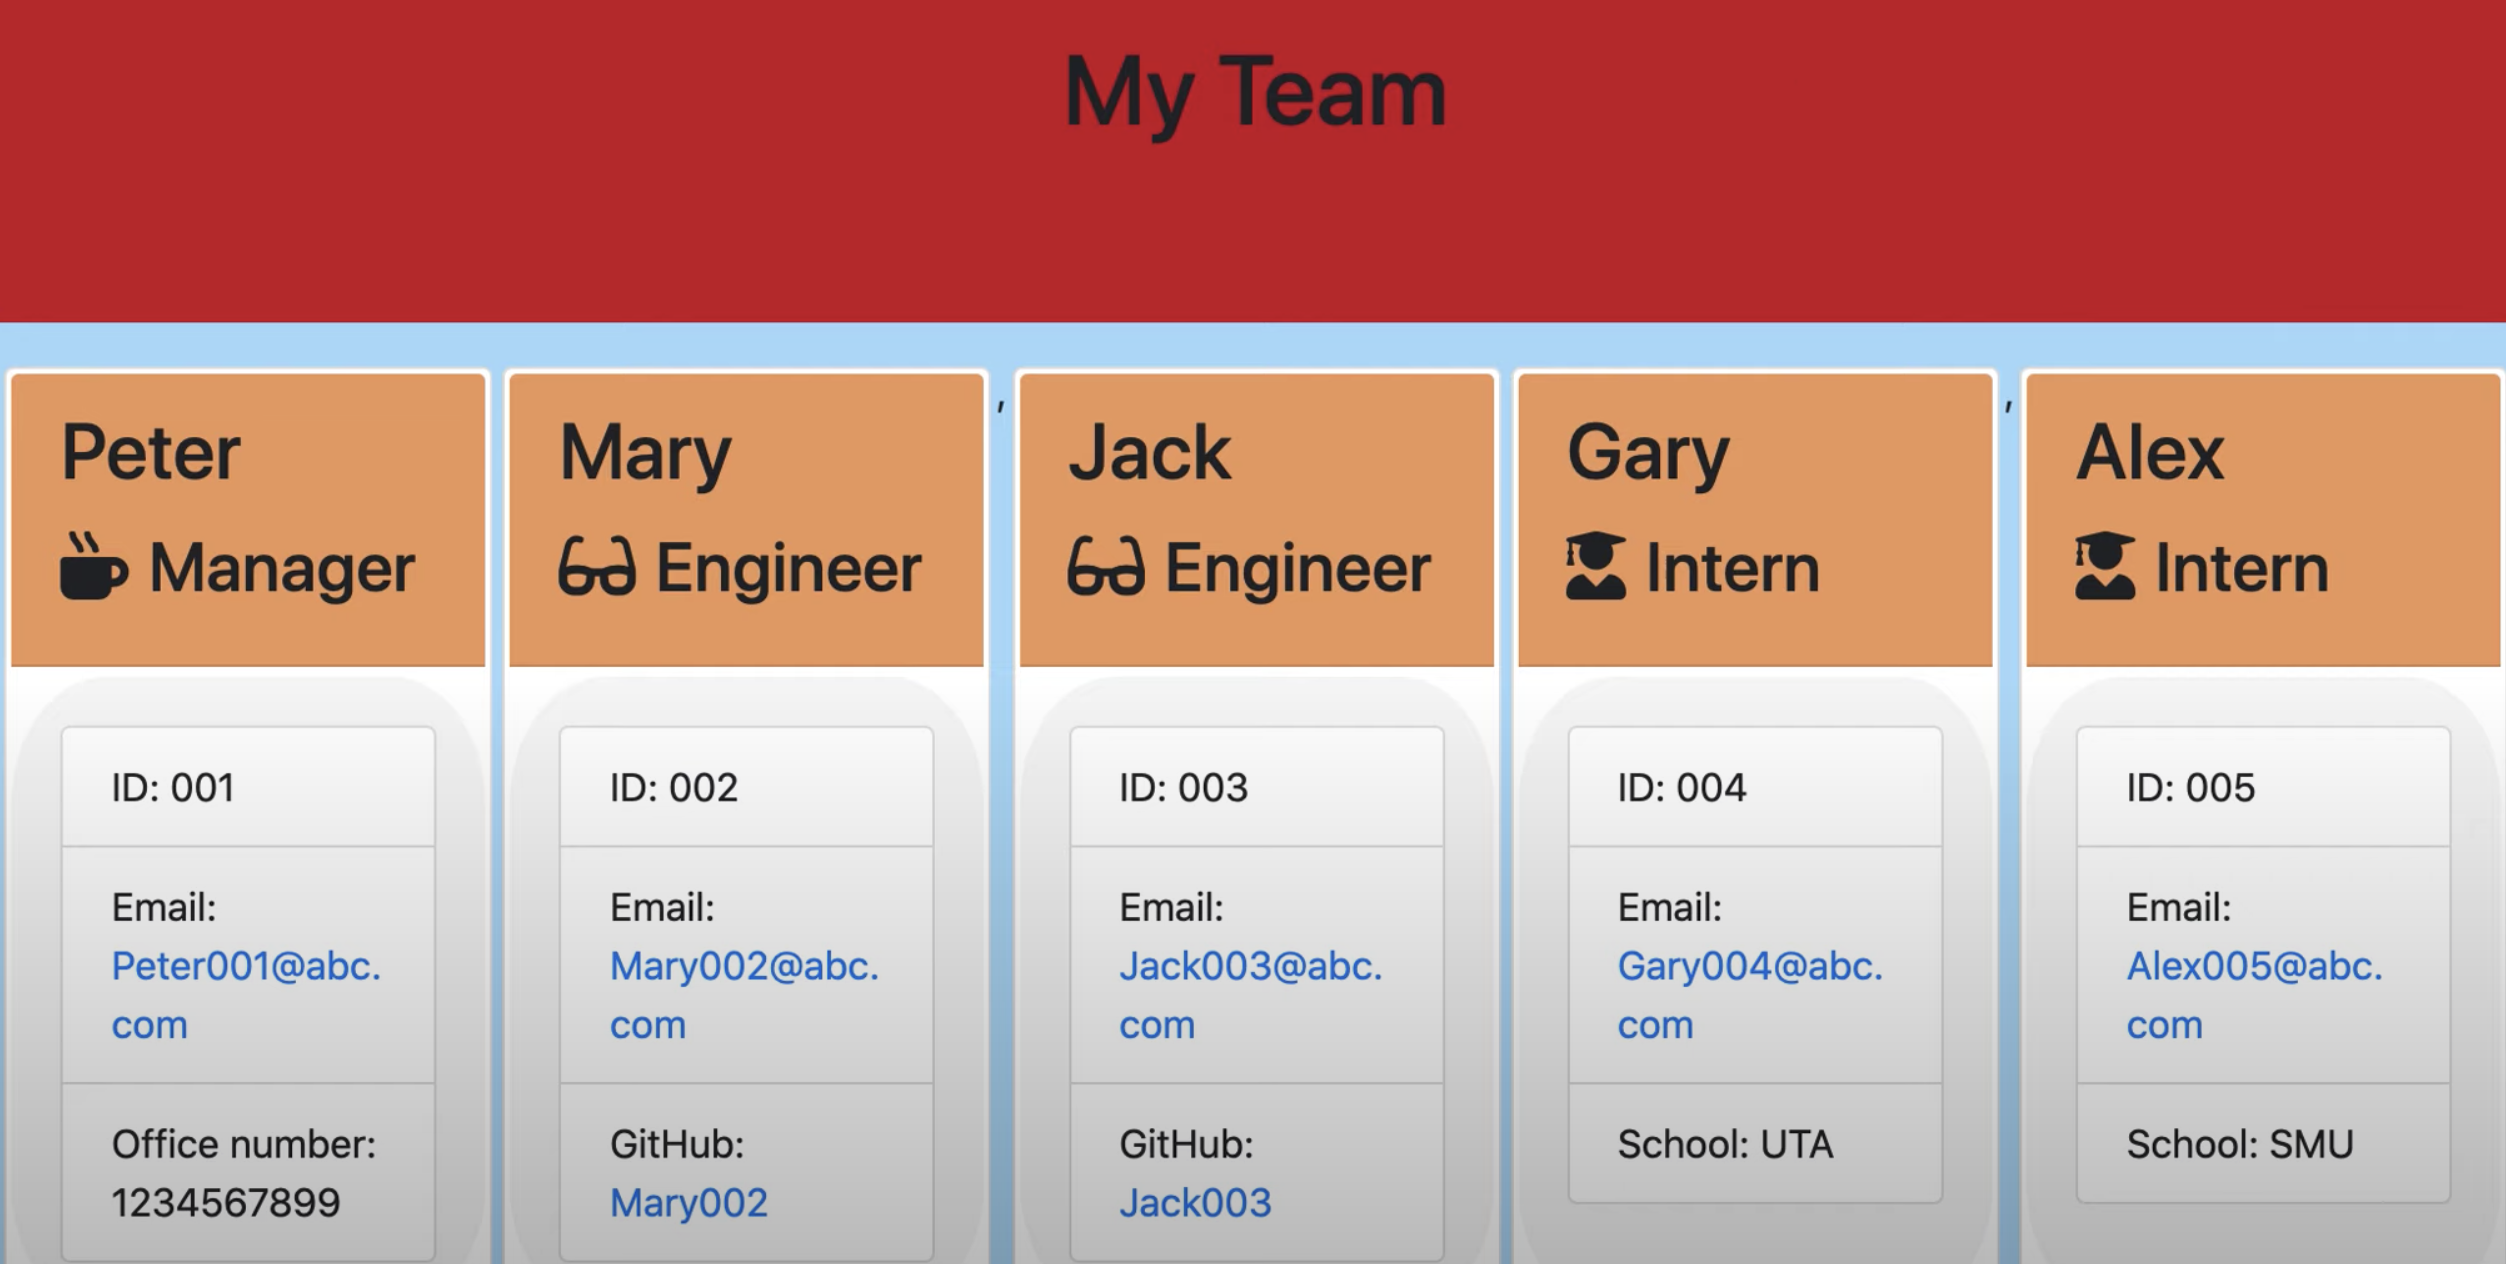 My Team
Peter
Manager
ID: 001
Email:
Peter001@abc.
com
Office number:
1234567899
Mary
Engineer
ID: 002
Email:
Mary002@abc.
com
GitHub:
Mary002
,
Jack
Engineer
ID: 003
Email:
Jack003@abc.
com
GitHub:
Jack003
Gary
Intern
ID: 004
Email:
Gary004@abc.
com
School: UTA
,
Alex
Intern
ID: 005
Email:
Alex005@abc.
com
School: SMU